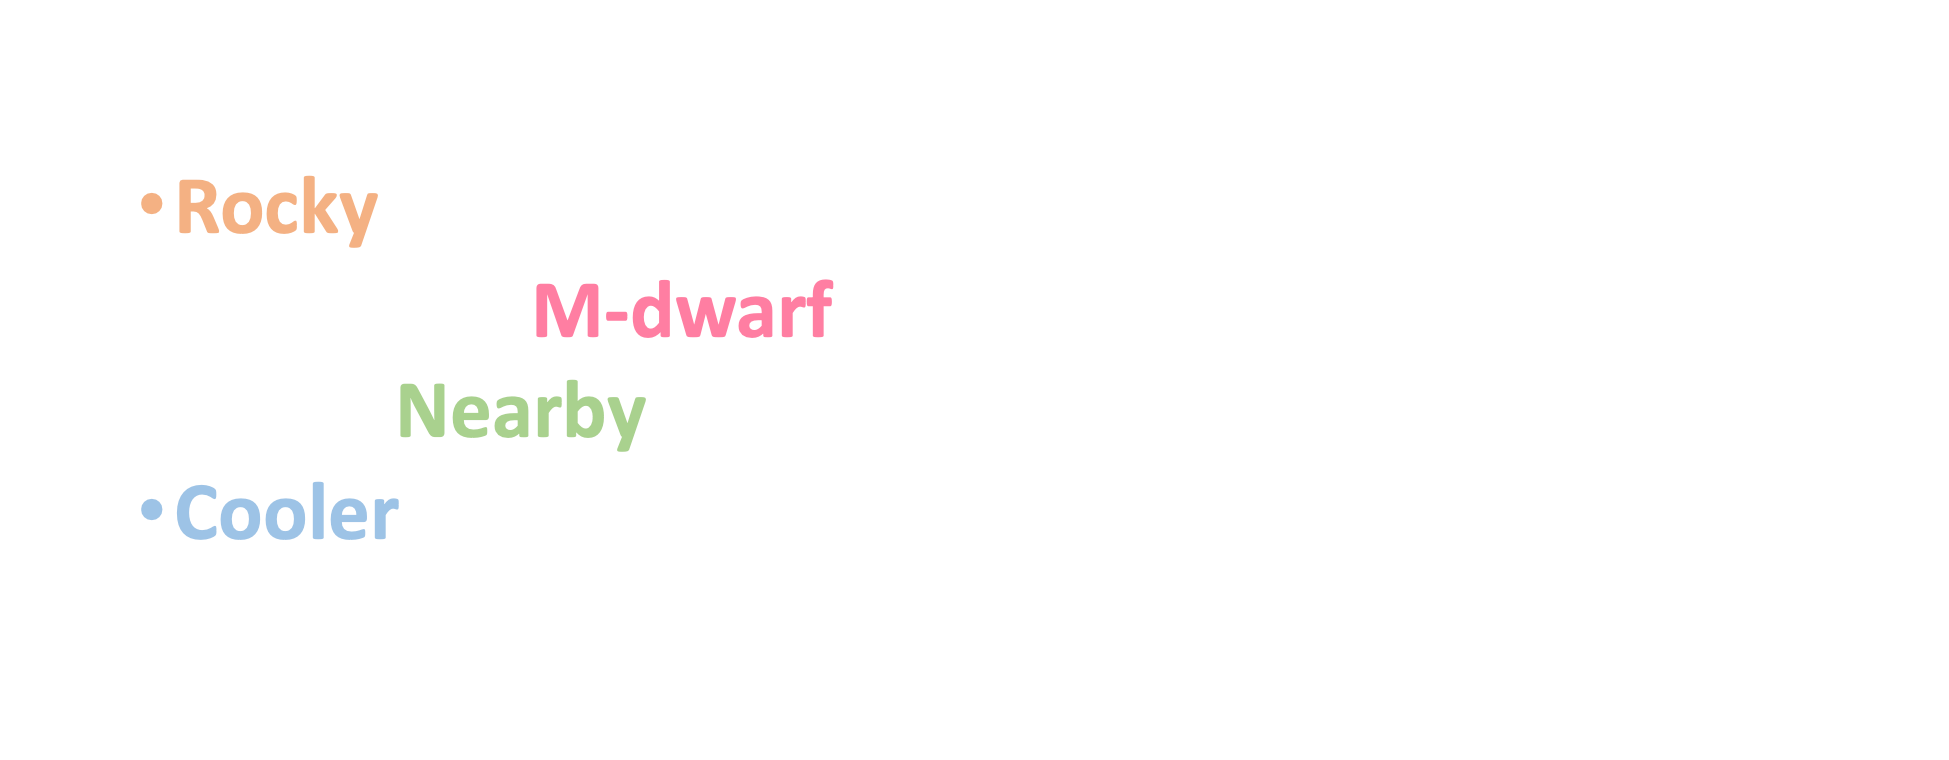 • Rocky
M-dwarf
Nearby
• Cooler